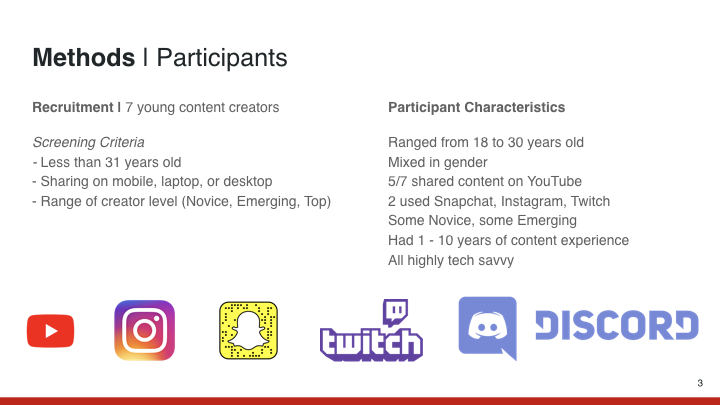 Methods | Participants
Recruitment | 7 young content creators
Screening Criteria
- Less than 31 years old
- Sharing on mobile, laptop, or desktop
- Range of creator level (Novice, Emerging, Top)
Participant Characteristics
Ranged from 18 to 30 years old
Mixed in gender
5/7 shared content on YouTube
2 used Snapchat, Instagram, Twitch
Some Novice, some Emerging
Had 1 - 10 years of content experience
All highly tech savvy
twitch
DISCORD
3